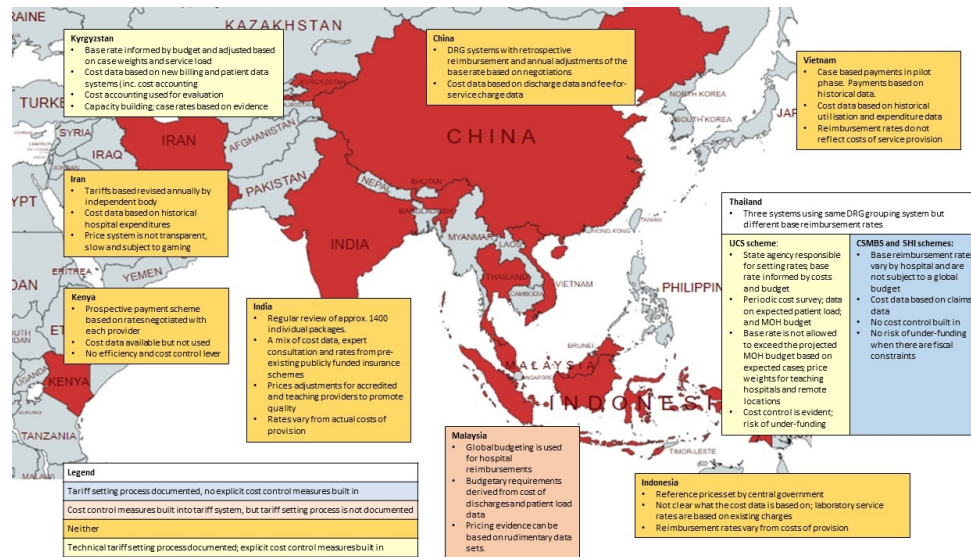 KAZAKHSTAN
UKRAINE
Kyrgyzstan
• Base rate informed by budget and adjusted based
on case weights and service load
• Cost data based on new billing and patient data
systems (inc. cost accounting
• Cost accounting used for evaluation
• Capacity building; case rates based on evidence
China
• DRG systems with retrospective
reimbursement and annual adjustments of
the base rate based on negotiations
• Cost data based on discharge data and fee-for-
service charge data
Vietnam
• Case based payments in pilot
phase. Payments based on
historical data.
• Cost data based on historical
utilisation and expenditure data
• Reimbursement rates do not
reflect costs of service provision
KYRGYZSTAN
NORTH KOREA
SOUTH KOREA
CHINA
SYRIA
IRAQ
IRAN
AFGHANISTAN
PAKISTAN
NEPAL
BHUTAN
BANGLADESH
INDIA
MYANMAR
LAOS
THAILAND
VIETNAM
CAMBODIA
TAIWAN
HONG KONG
Iran
• Tariffs based revised annually by
independent body
• Cost data based on historical
hospital expenditures
• Price system is not transparent,
slow and subject to gaming
YEMEN
ERITREA
Kenya
• Prospective payment scheme
based on rates negotiated with
each provider
• Cost data available but not used
• No efficiency and cost control lever
India
• Regular review of approx. 1400
individual packages.
• A mix of cost data, expert
consultation and rates from pre-
existing publicly funded insurance
schemes
• Prices adjustments for accredited
and teaching providers to promote
quality
• Rates vary from actual costs of
provision
Thailand
• Three systems using same DRG grouping system but
different base reimbursement rates
UCS scheme:
• State agency responsible
for setting rates; base
rate informed by costs
and budget
• Periodic cost survey; data
on expected patient load;
and MOH budget
• Base rate is not allowed
to exceed the projected
MOH budget based on
expected cases; price
weights for teaching
hospitals and remote
locations
• Cost control is evident;
risk of under-funding
CSMBS and SHI schemes:
• Base reimbursement rates
vary by hospital and are
not subject to a global
budget
• Cost data based on claims
data
• No cost control built in
• No risk of under-funding
when there are fiscal
constraints
PHILIPPIN
BRUNEI
MALAYSIA
SINGAPORE
INDONES
TIMOR-LESTE
UGANDA
KENYA
BURUNDI
TANZANIA
MALAWI
Malaysia
• Global budgeting is used
for hospital
reimbursements
• Budgetary requirements
derived from cost of
discharges and patient load
data
• Pricing evidence can be
based on rudimentary data
sets.
Indonesia
• Reference prices set by central government
• Not clear what the cost data is based on; laboratory service
rates are based on existing charges
• Reimbursement rates vary from costs of provision
Legend
Tariff setting process documented, no explicit cost control measures built in
Cost control measures built into tariff system, but tariff setting process is not documented
Neither
Technical tariff setting process documented; explicit cost control measures built in